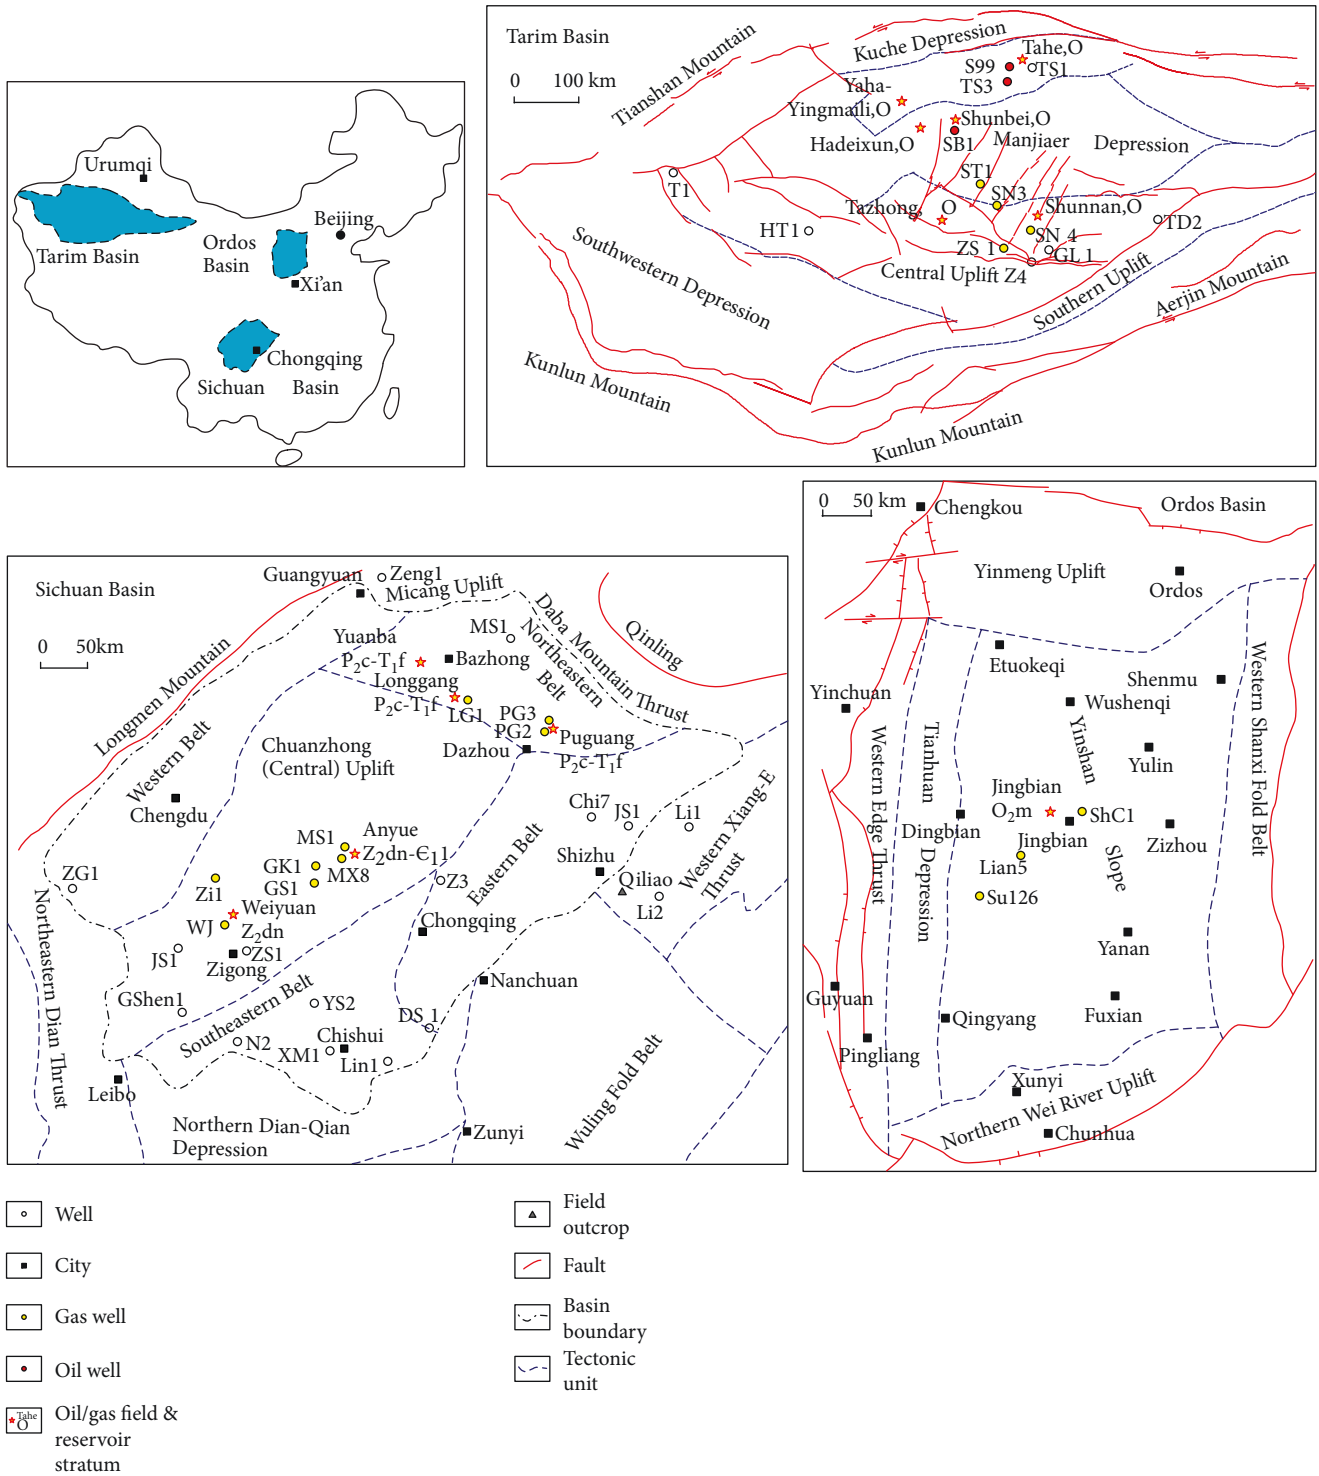 Urumqi
Beijing
Tarim Basin
Ordos
Basin
Xi'an
Chongqing
Sichuan
Basin
Tarim Basin
0 100 km
Tianshan Mountain
Kuche Depression
Tahe,O
S99
TS1
TS3
Yaha-
Yingmaili,O
Shunbei,O
Hadeixun,O
SB1
Manjiaer
Depression
ST1
T1
SN3
Tazhong,
O
Shunnan,O
TD2
HT1
SN 4
ZS 1
GL 1
Central Uplift Z4
Southwestern Depression
Southern Uplift
Aerjin Mountain
Kunlun Mountain
Kunlun Mountain
Sichuan Basin
0 50km
Guangyuan
Zeng1
Micang Uplift
Daba Mountain Thrust
Northeastern
Belt
Qinling
Longmen Mountain
Yuanba
P2c-T1f
MS1
Bazhong
Longgang
P2c-T1f
LG1
PG3
PG2
Puguang
P2c-T1f
Dazhou
Western Belt
Chuanzhong
(Central) Uplift
Chengdu
Chi7
JS1
Li1
Western Xiang-E
Thrust
MS1
Anyue
Z2dn-Є1l
GK1
MX8
GS1
Eastern Belt
Shizhu
Qiliao
Li2
ZG1
Zi1
Z3
Weiyuan
Z2dn
WJ
Chongqing
JS1
Zigong
ZS1
Northeastern Dian Thrust
GShen1
Nanchuan
Southeastern Belt
YS2
DS 1
N2
Chishui
XM1
Lin1
Leibo
Wuling Fold Belt
Northern Dian-Qian
Depression
Zunyi
0 50 km
Chengkou
Ordos Basin
Yinmeng Uplift
Ordos
Etuokeqi
Shenmu
Yinchuan
Wushenqi
Western Shanxi Fold Belt
Western Edge Thrust
Tianhuan
Depression
Yinshan
Slope
Yulin
Jingbian
O2m
ShC1
Dingbian
Jingbian
Zizhou
Lian5
Su126
Yanan
Guyuan
Fuxian
Qingyang
Pingliang
Xunyi
Northern Wei River Uplift
Chunhua
Well
City
Gas well
Oil well
Tahe
O
Oil/gas field &
reservoir
stratum
Field
outcrop
Fault
Basin
boundary
Tectonic
unit